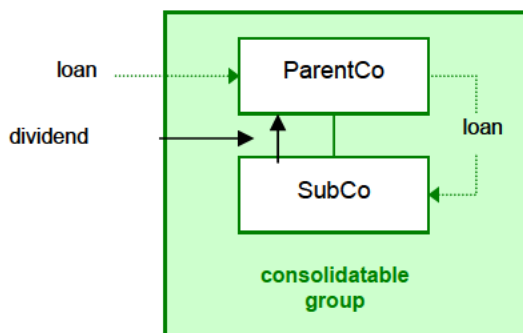 loan
ParentCo
loan
dividend
SubCo
consolidatable
group